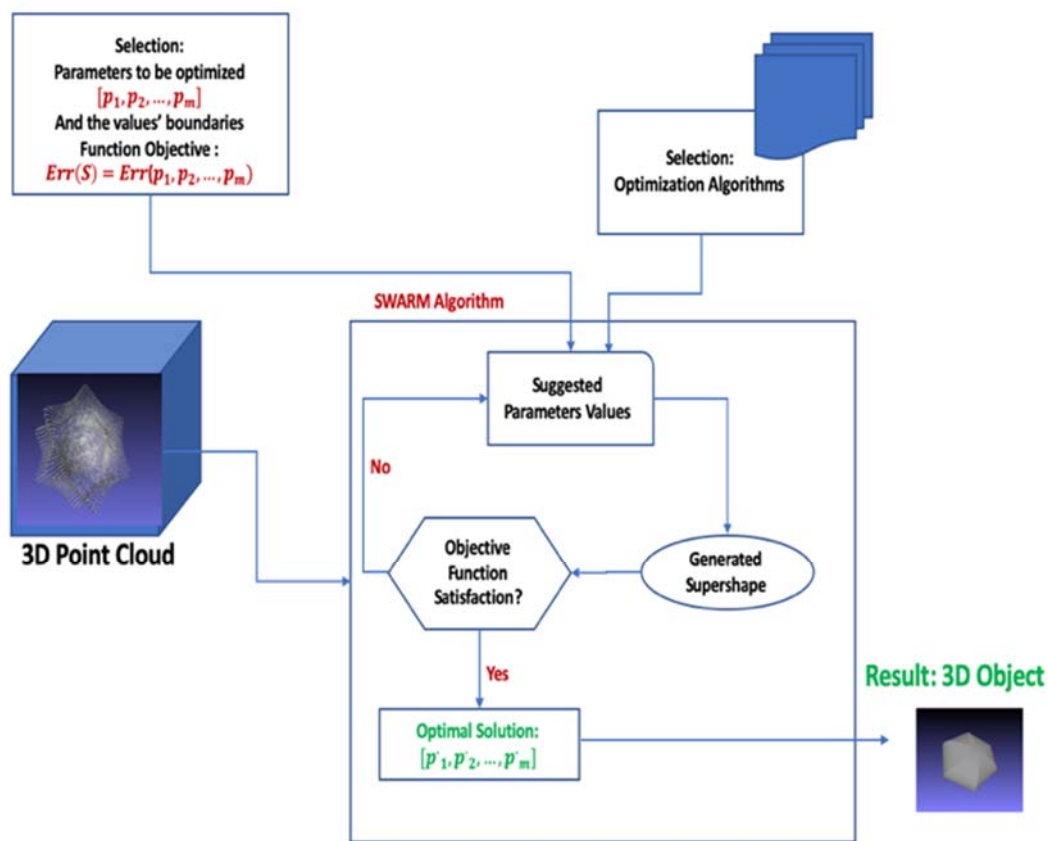 Selection:
Parameters to be optimized
[p₁, p₂, ..., pₘ]
And the values' boundaries
Function Objective :
Err(S) = Err(p₁, p₂, ..., pₘ)
Selection:
Optimization Algorithms
SWARM Algorithm
Suggested
Parameters Values
No
3D Point Cloud
Objective
Function
Satisfaction?
Generated
Supershape
Yes
Result: 3D Object
Optimal Solution:
[p˙₁, p˙₂, ..., p˙ₘ]